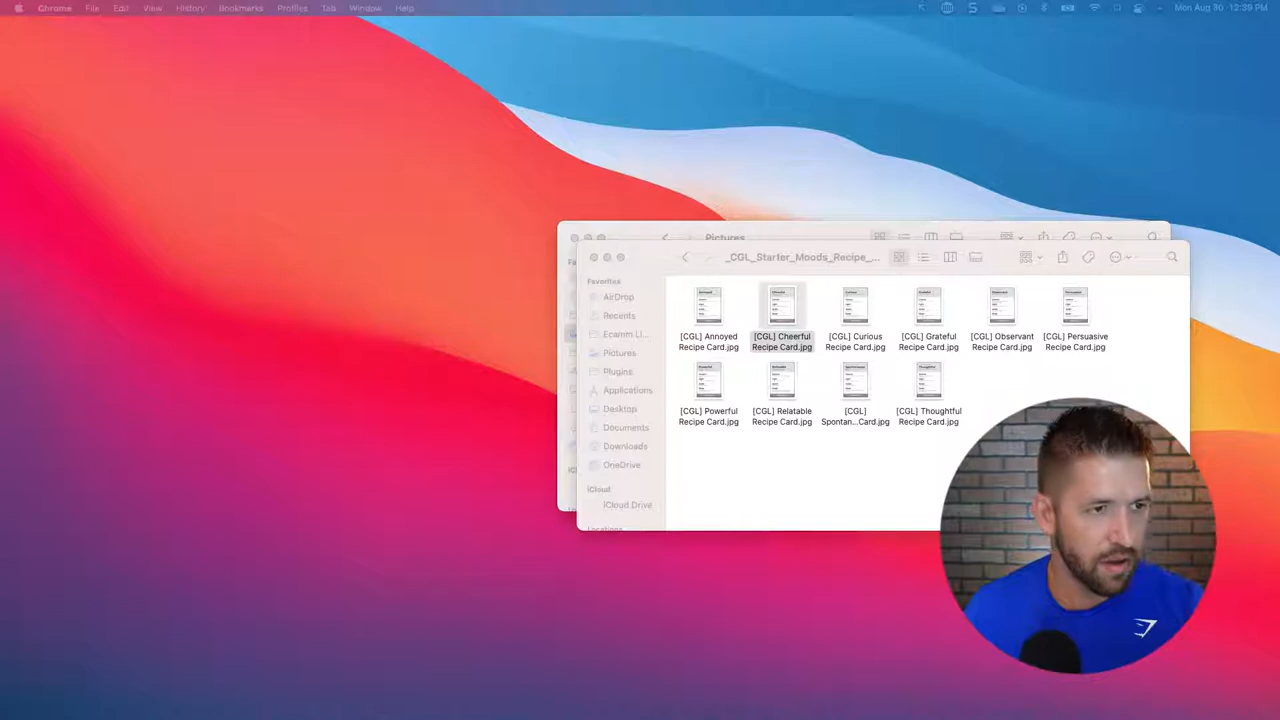 Chrome File Edit View History Bookmarks Profiles Tab Window Help Mon Aug 30 12:39 PM
Pictures
_CGL_Starter_Moods_Recipe_...
Favorites
AirDrop
Recents
Ecamm Li...
Pictures
Plugins
Applications
Desktop
Documents
Downloads
OneDrive
iCloud
iCloud Drive
Locations
[CGL] Annoyed
Recipe Card.jpg
[CGL] Cheerful
Recipe Card.jpg
[CGL] Curious
Recipe Card.jpg
[CGL] Grateful
Recipe Card.jpg
[CGL] Observant
Recipe Card.jpg
[CGL] Persuasive
Recipe Card.jpg
[CGL] Powerful
Recipe Card.jpg
[CGL] Relatable
Recipe Card.jpg
[CGL]
Spontan...Card.jpg
[CGL] Thoughtful
Recipe Card.jpg